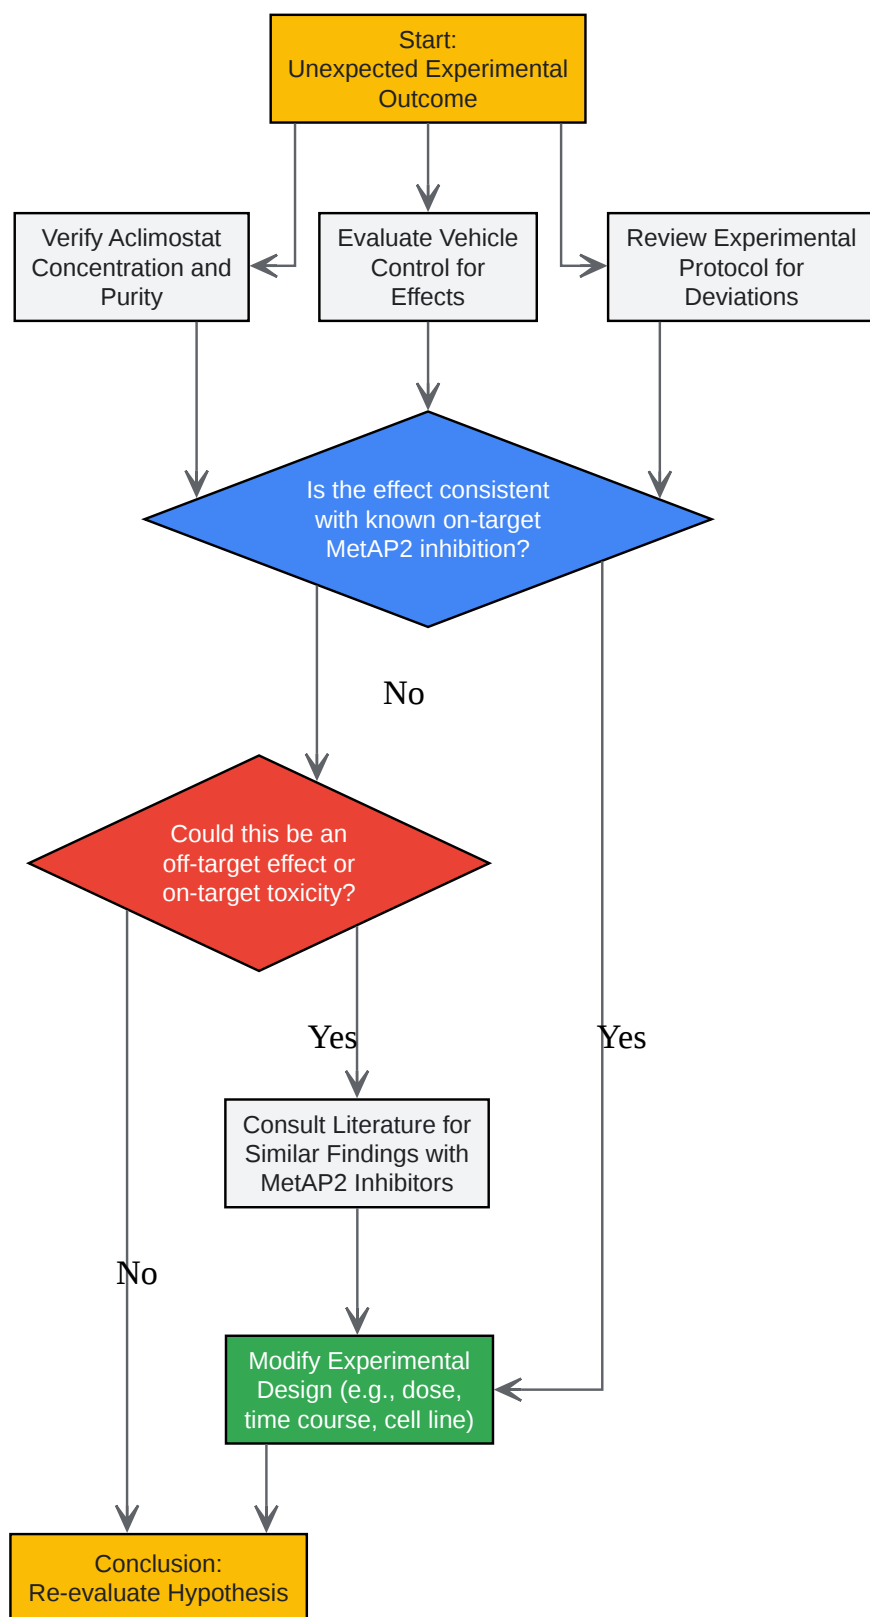 Start:
Unexpected Experimental
Outcome
Verify Aclimostat
Concentration and
Purity
Evaluate Vehicle
Control for
Effects
Review Experimental
Protocol for
Deviations
Is the effect consistent
with known on-target
MetAP2 inhibition?
No
Could this be an
off-target effect or
on-target toxicity?
Yes
Yes
Consult Literature for
Similar Findings with
MetAP2 Inhibitors
No
Modify Experimental
Design (e.g., dose,
time course, cell line)
Conclusion:
Re-evaluate Hypothesis